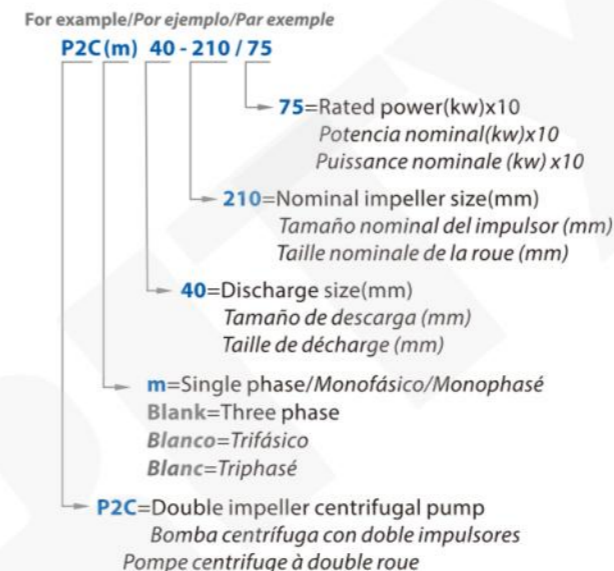 For example/Por ejemplo/Par exemple
P2C(m) 40 - 210 / 75
75=Rated power(kw)x10
Potencia nominal(kw)x10
Puissance nominale (kw) x10
210=Nominal impeller size(mm)
Tamaño nominal del impulsor (mm)
Taille nominale de la roue (mm)
40=Discharge size(mm)
Tamaño de descarga (mm)
Taille de décharge (mm)
m=Single phase/Monofásico/Monophasé
Blank=Three phase
Blanco=Trifásico
Blanc=Triphasé
P2C=Double impeller centrifugal pump
Bomba centrífuga con doble impulsores
Pompe centrifuge à double roue